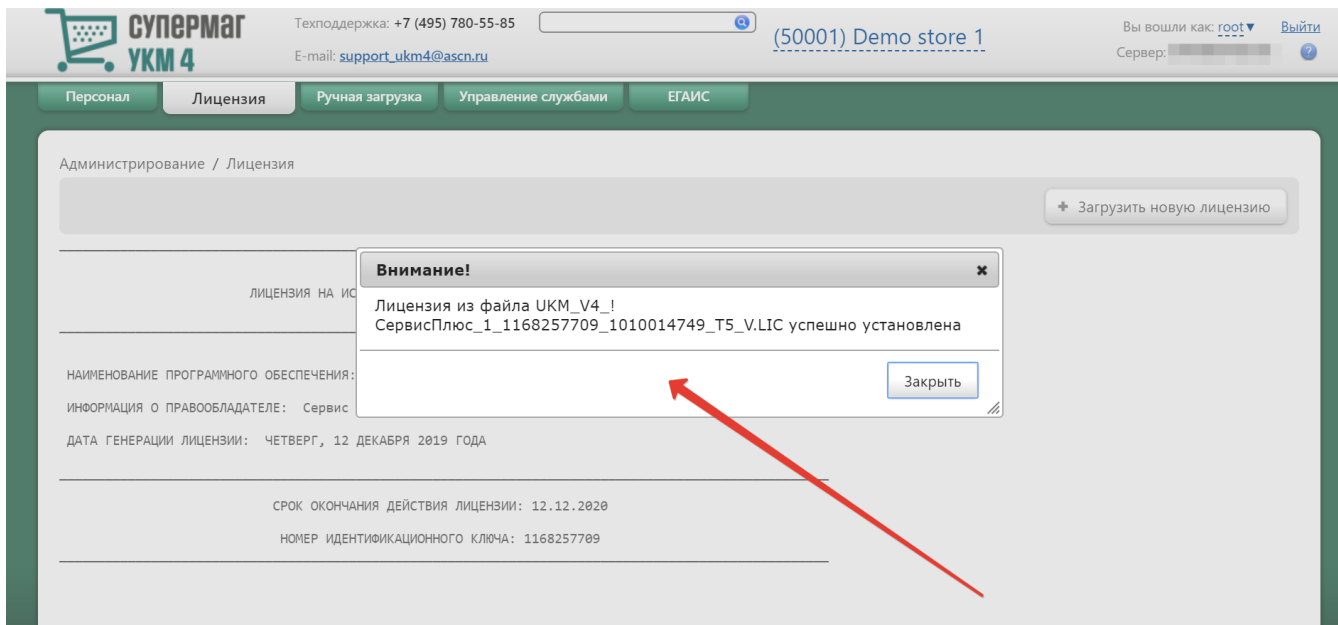 СУПЕРМАГ
УКМ 4
Техподдержка: +7 (495) 780-55-85
E-mail: support_ukm4@ascn.ru
(50001) Demo store 1
Вы вошли как: root▼ Выйти
Сервер:
?
Персонал Лицензия Ручная загрузка Управление службами ЕГАИС
Администрирование / Лицензия
+ Загрузить новую лицензию
ЛИЦЕНЗИЯ НА ИС
Внимание!
Лицензия из файла UKM_V4_!
СервисПлюс_1_1168257709_1010014749_T5_V.LIC успешно установлена
Закрыть
НАИМЕНОВАНИЕ ПРОГРАММНОГО ОБЕСПЕЧЕНИЯ:
ИНФОРМАЦИЯ О ПРАВООБЛАДАТЕЛЕ: Сервис
ДАТА ГЕНЕРАЦИИ ЛИЦЕНЗИИ: ЧЕТВЕРГ, 12 ДЕКАБРЯ 2019 ГОДА
СРОК ОКОНЧАНИЯ ДЕЙСТВИЯ ЛИЦЕНЗИИ: 12.12.2020
НОМЕР ИДЕНТИФИКАЦИОННОГО КЛЮЧА: 1168257709